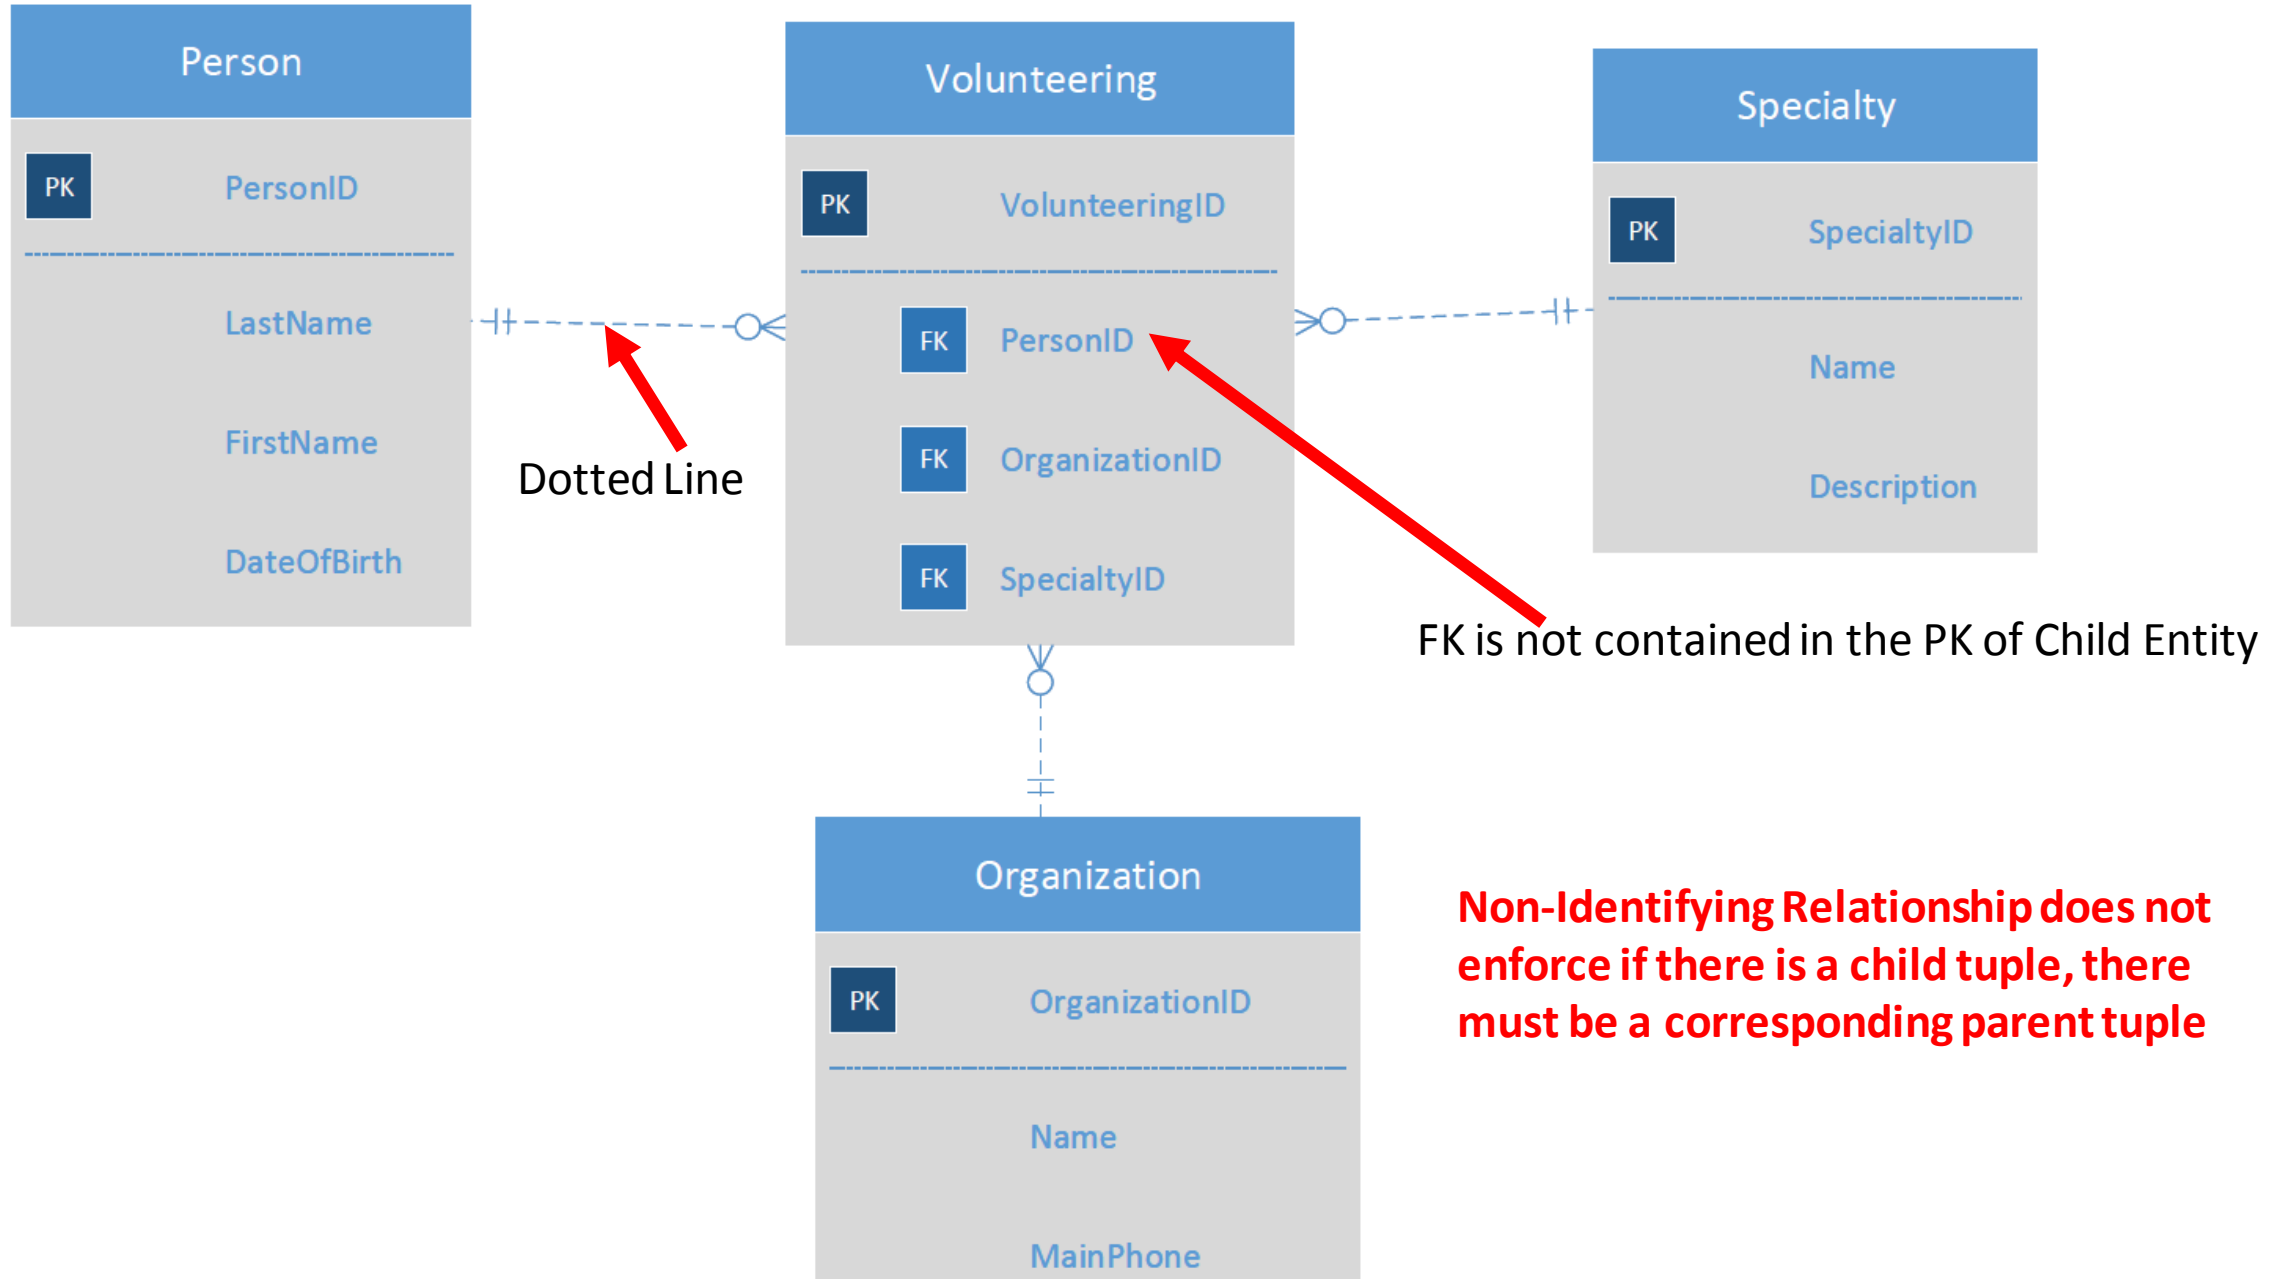 Person
PK PersonID
LastName
FirstName
DateOfBirth
Dotted Line
Volunteering
PK VolunteeringID
FK PersonID
FK OrganizationID
FK SpecialtyID
Specialty
PK SpecialtyID
Name
Description
FK is not contained in the PK of Child Entity
Organization
PK OrganizationID
Name
MainPhone
Non-Identifying Relationship does not
enforce if there is a child tuple, there
must be a corresponding parent tuple